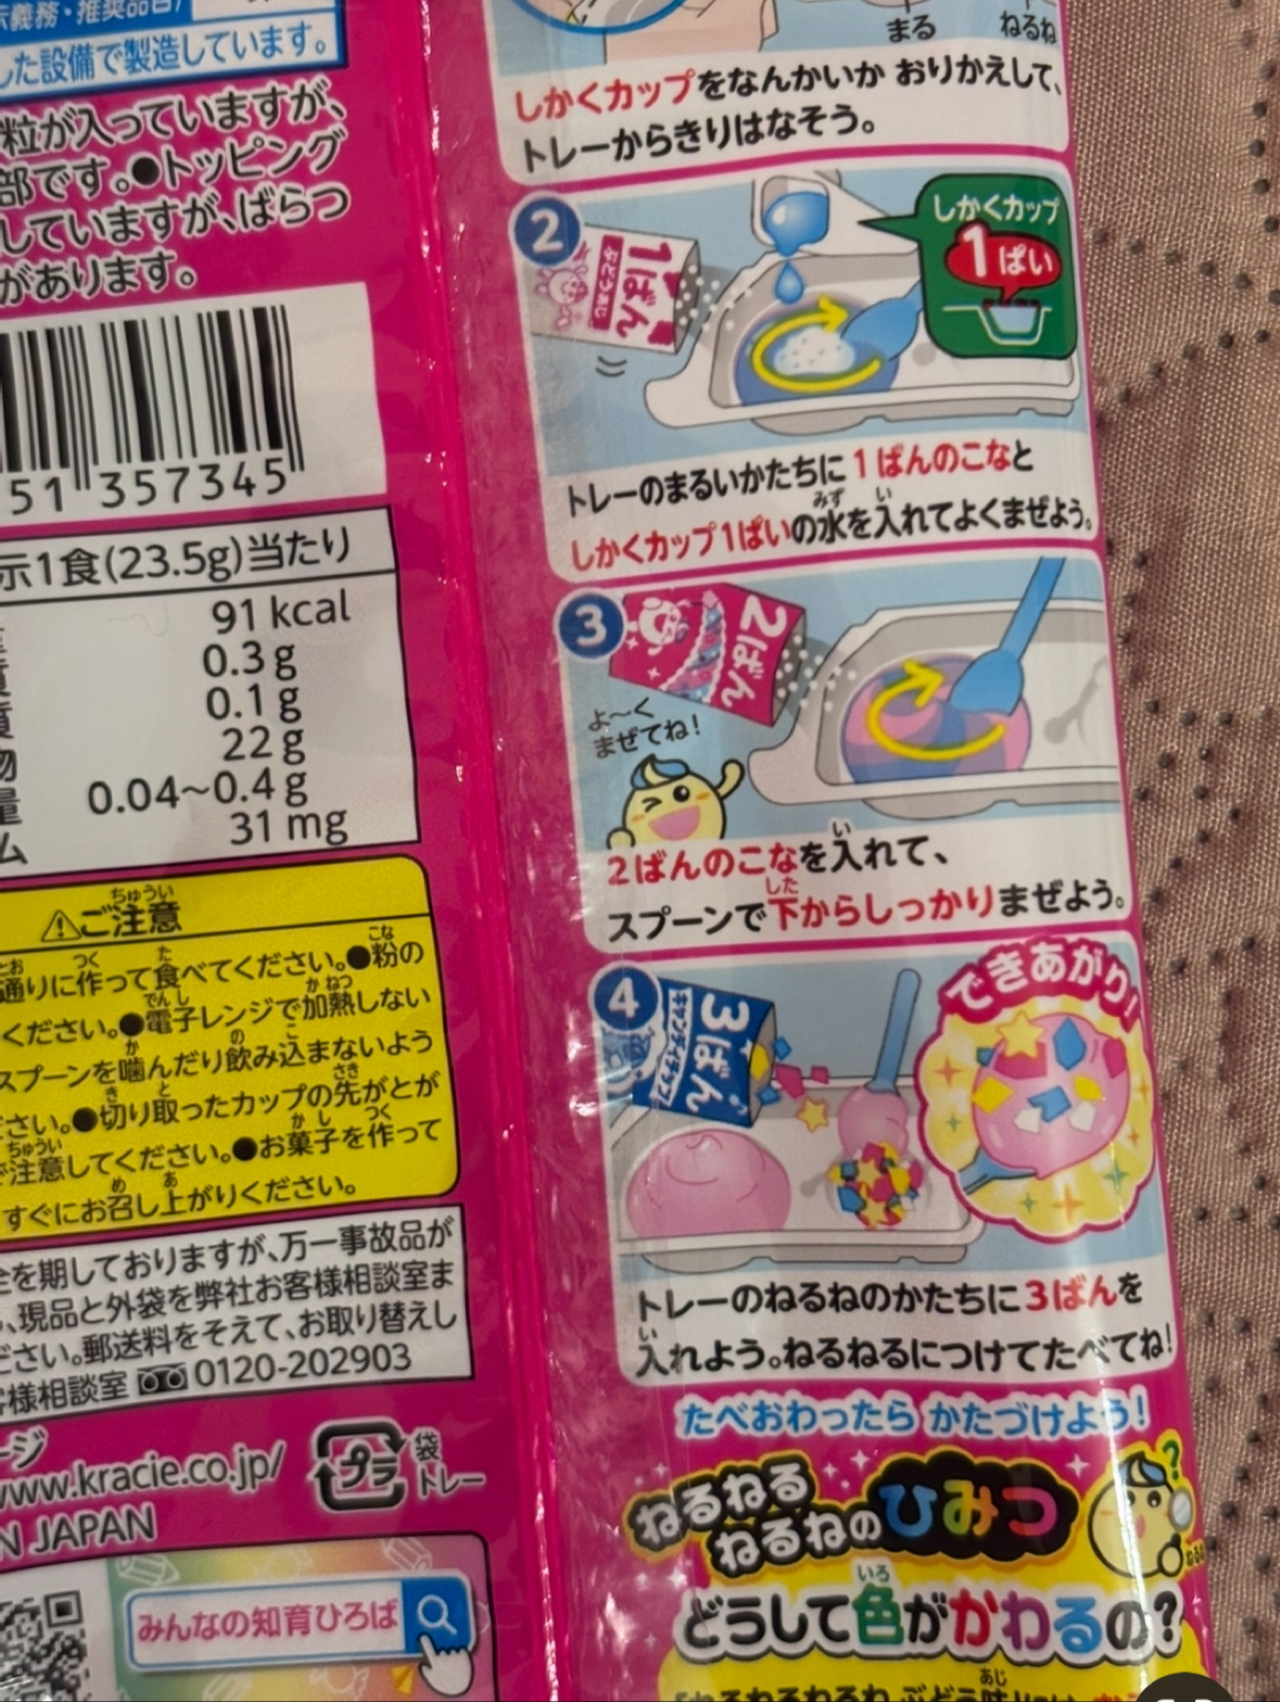 した設備で製造しています。
粒が入っていますが、
部です。●トッピング
していますが、ばらつ
があります。
51 357345
示1食(23.5g)当たり
91 kcal
0.3 g
0.1 g
22 g
0.04~0.4 g
31 mg
⚠ご注意
通りに作って食べてください。●粉の
ください。●電子レンジで加熱しない
スプーンを噛んだり飲み込まないよう
ださい。●切り取ったカップの先がとが
で注意してください。●お菓子を作って
すぐにお召し上がりください。
全を期しておりますが、万一事故品が
、現品と外袋を弊社お客様相談室ま
ださい。郵送料をそえて、お取り替えし
客様相談室 0120-202903
ージ
www.kracie.co.jp/
プラ
袋
トレー
N JAPAN
みんなの知育ひろば
まる
ねるね
しかくカップをなんかいか おりかえして、
トレーからきりはなそう。
2
1ばん
ぶどうあじ
しかくカップ
1ぱい
トレーのまるいかたちに1ばんのこなと
しかくカップ1ぱいの水を入れてよくまぜよう。
3
2ばん
よ〜く
まぜてね!
2ばんのこなを入れて、
スプーンで下からしっかりまぜよう。
4
3ばん
キャンディチップ
できあがり!
トレーのねるねのかたちに3ばんを
入れよう。ねるねるにつけてたべてね!
たべおわったら かたづけよう!
ねるねる
ねるねのひみつ
どうして色がかわるの?